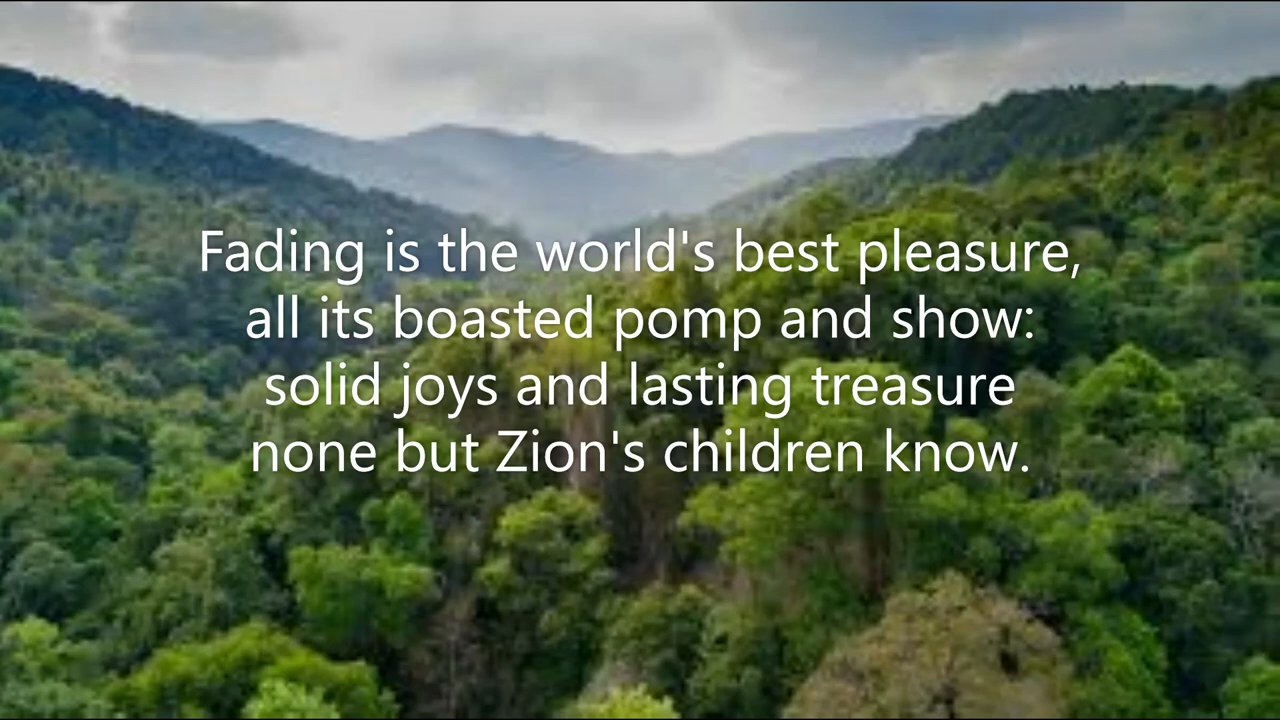 Fading is the world's best pleasure,
all its boasted pomp and show:
solid joys and lasting treasure
none but Zion's children know.